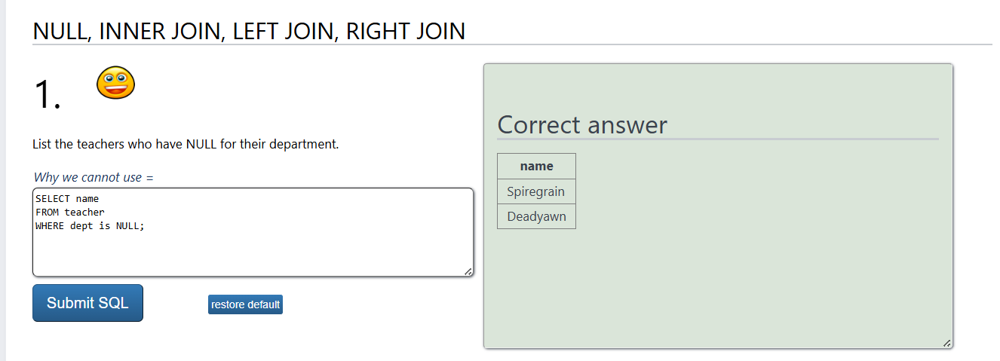 NULL, INNER JOIN, LEFT JOIN, RIGHT JOIN
1.
List the teachers who have NULL for their department.
Why we cannot use =
SELECT name
FROM teacher
WHERE dept is NULL;
Submit SQL
restore default
Correct answer
name
Spiregrain
Deadyawn